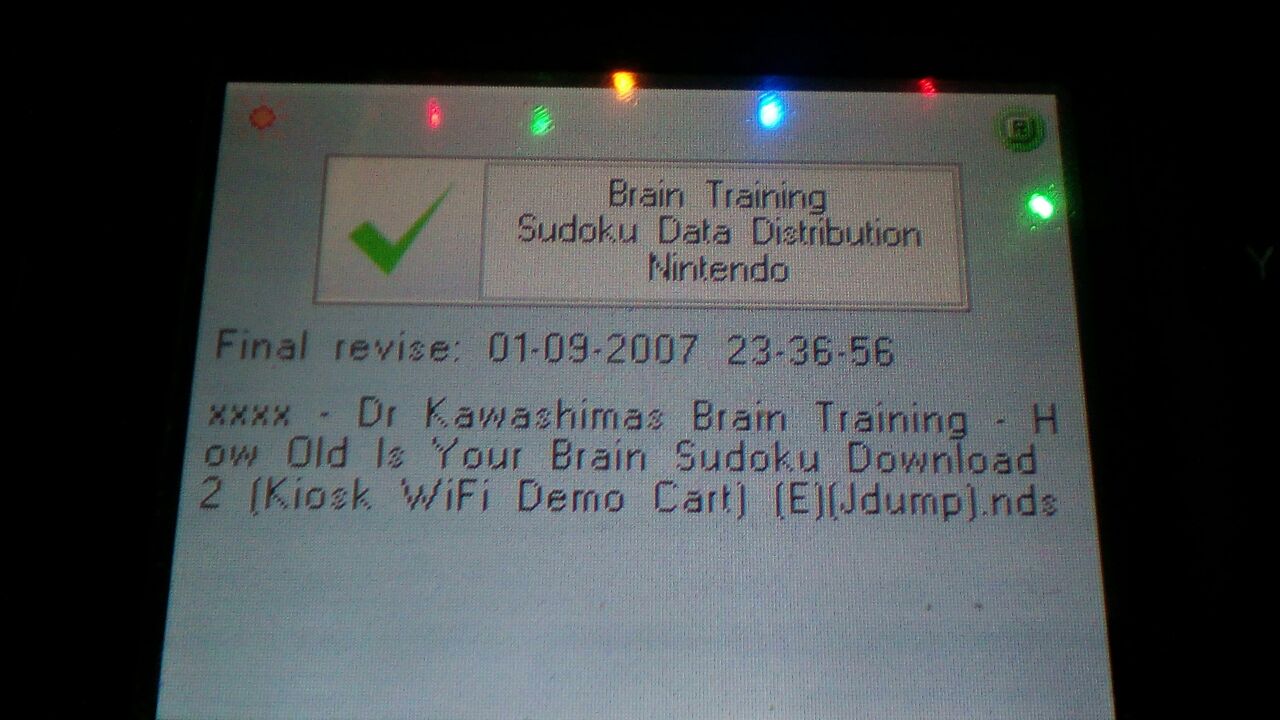 Brain Training
Sudoku Data Distribution
Nintendo
Final revise: 01-09-2007 23-36-56
xxxx - Dr Kawashimas Brain Training - H
ow Old Is Your Brain Sudoku Download
2 (Kiosk WiFi Demo Cart) (E)(Jdump).nds
Y